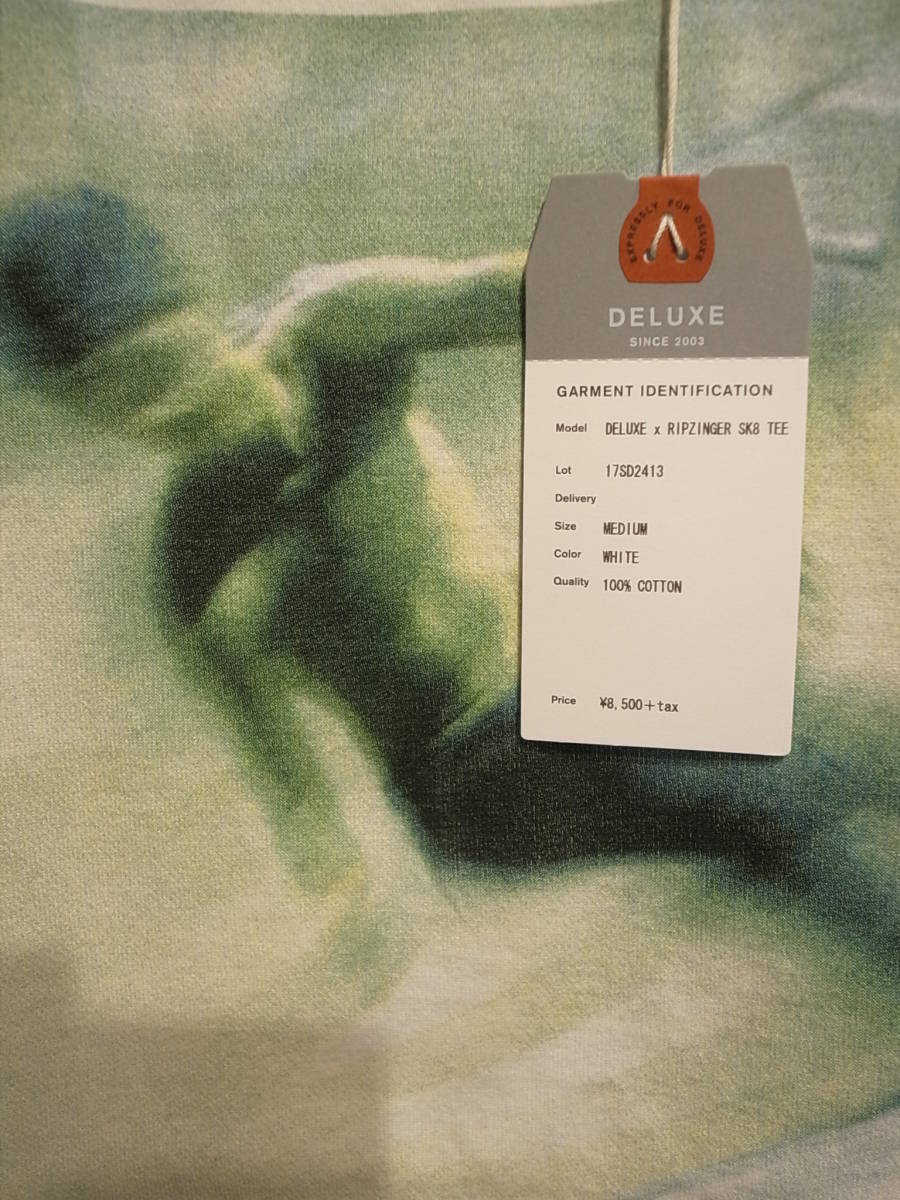 EXPRESSLY FOR DELUXE
DELUXE
SINCE 2003
GARMENT IDENTIFICATION
Model DELUXE x RIPZINGER SK8 TEE
Lot 17SD2413
Delivery
Size MEDIUM
Color WHITE
Quality 100% COTTON
Price ¥8,500+tax